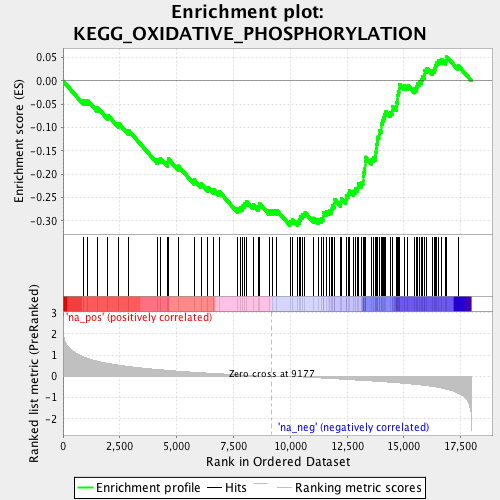 Enrichment plot:
KEGG_OXIDATIVE_PHOSPHORYLATION
Enrichment score (ES)
0.05
0.00
-0.05
-0.10
-0.15
-0.20
-0.25
-0.30
Ranked list metric (PreRanked)
'na_pos' (positively correlated)
3
2
1
0
-1
-2
Zero cross at 9177
'na_neg' (negatively correlated)
0
2,500
5,000
7,500
10,000
12,500
15,000
17,500
Rank in Ordered Dataset
Enrichment profile
Hits
Ranking metric scores